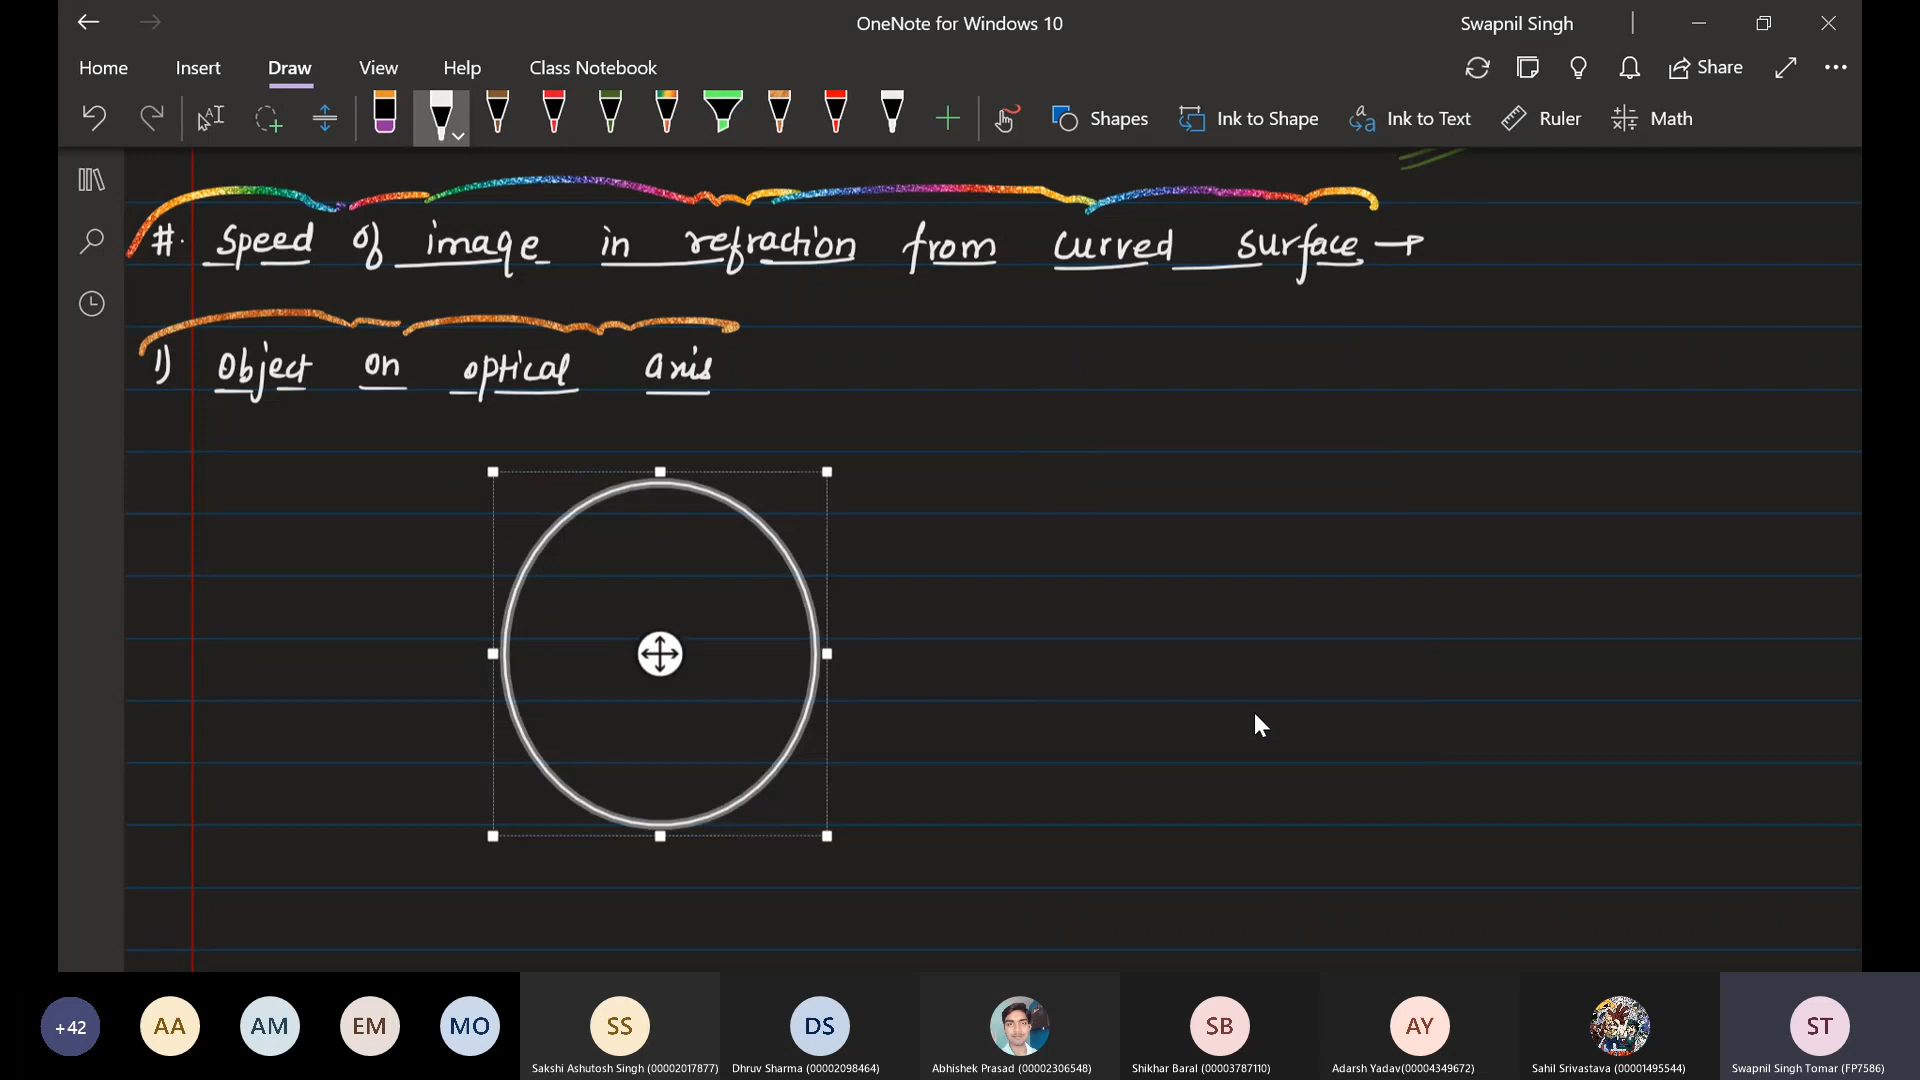 OneNote for Windows 10
Swapnil Singh
Home Insert Draw View Help Class Notebook
Share
Shapes Ink to Shape Ink to Text Ruler Math
#. Speed of image in refraction from curved surface →
1) Object on optical axis
+42 AA AM EM MO SS DS SB AY ST
Sakshi Ashutosh Singh (00002017877) Dhruv Sharma (00002098464) Abhishek Prasad (00002306548) Shikhar Baral (00003787110) Adarsh Yadav(00004349672) Sahil Srivastava (00001495544) Swapnil Singh Tomar (FP7586)